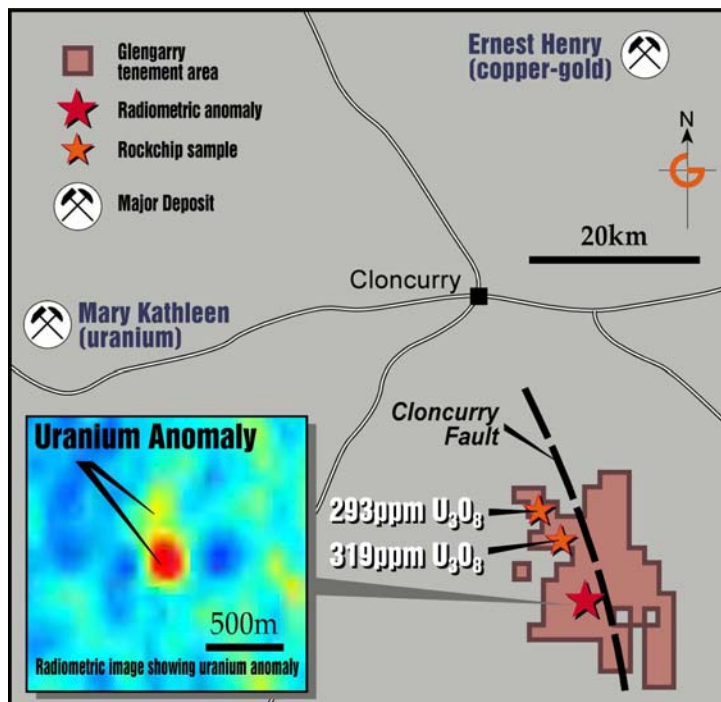 Glengarry
tenement area
Radiometric anomaly
Rockchip sample
Major Deposit
Ernest Henry
(copper-gold)
N
20km
Cloncurry
Mary Kathleen
(uranium)
Cloncurry
Fault
293ppm U₃O₈
319ppm U₃O₈
Uranium Anomaly
500m
Radiometric image showing uranium anomaly